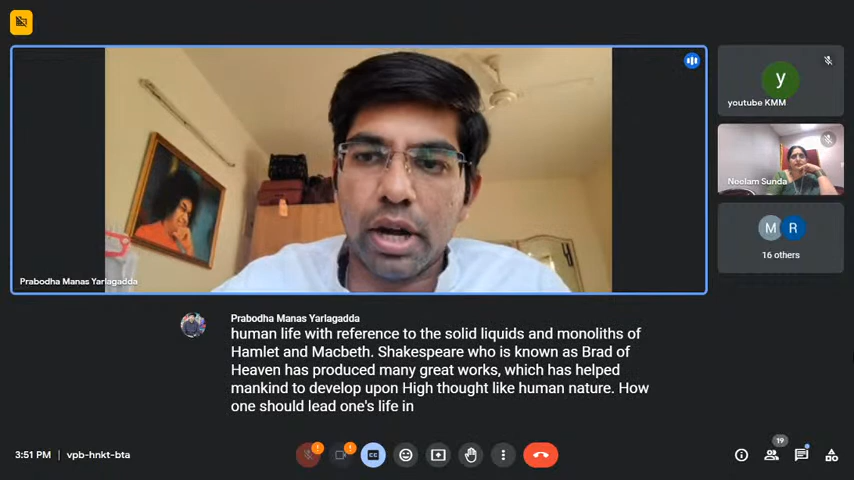 y
youtube KMM
Neelam Sunda
M R
16 others
Prabodha Manas Yarlagadda
Prabodha Manas Yarlagadda
human life with reference to the solid liquids and monoliths of
Hamlet and Macbeth. Shakespeare who is known as Brad of
Heaven has produced many great works, which has helped
mankind to develop upon High thought like human nature. How
one should lead one's life in
3:51 PM | vpb-hnkt-bta
CC
19